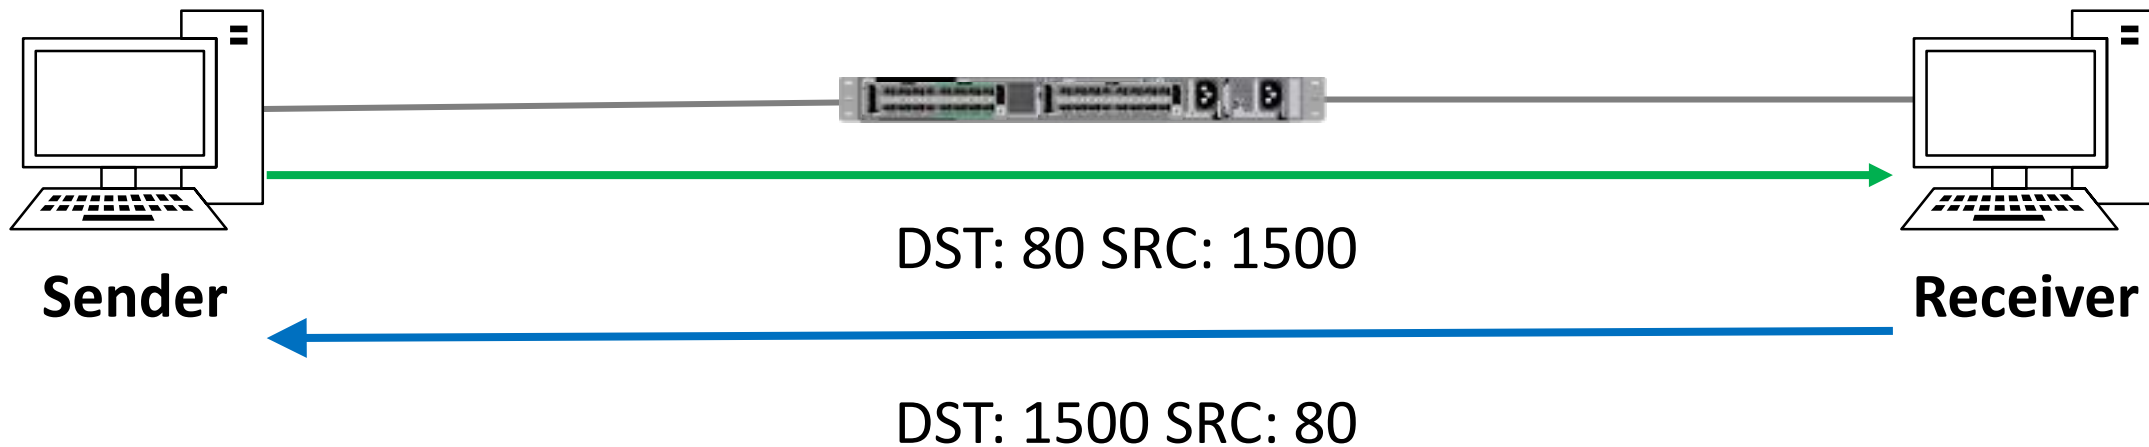 DST: 80 SRC: 1500
Sender
Receiver
DST: 1500 SRC: 80